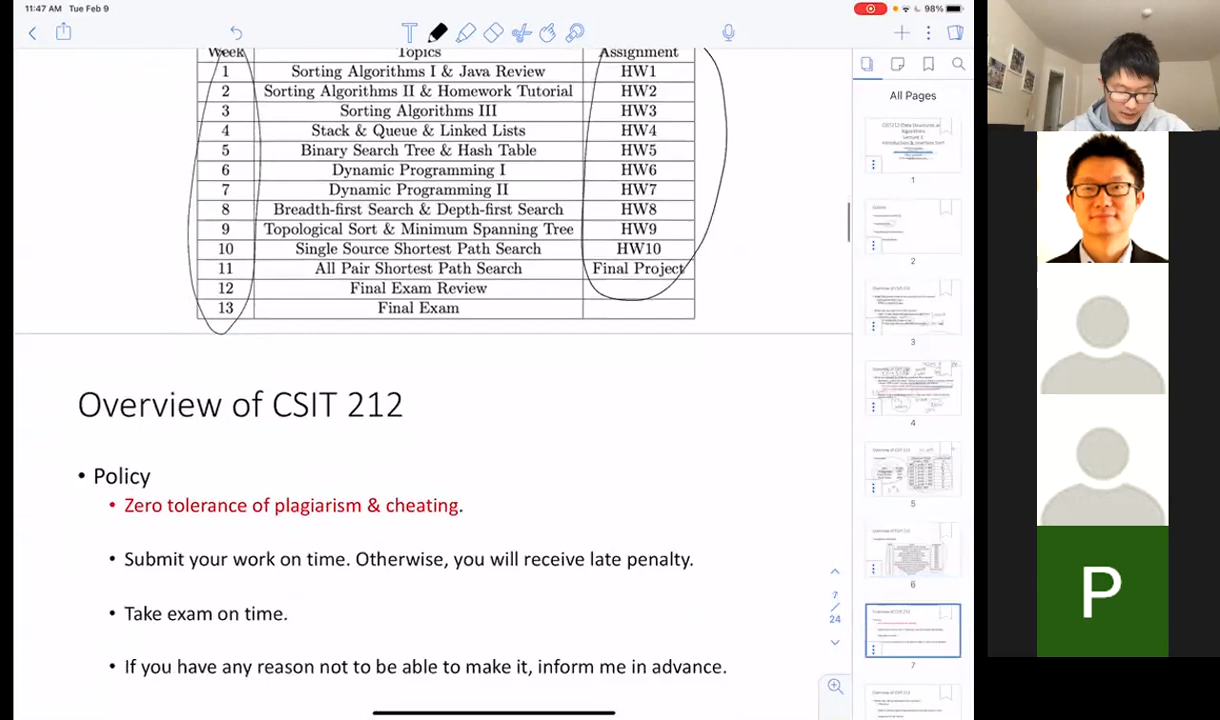 11:47 AM Tue Feb 9
98%
T
Week Topics Assignment
1 Sorting Algorithms I & Java Review HW1
2 Sorting Algorithms II & Homework Tutorial HW2
3 Sorting Algorithms III HW3
4 Stack & Queue & Linked Lists HW4
5 Binary Search Tree & Hash Table HW5
6 Dynamic Programming I HW6
7 Dynamic Programming II HW7
8 Breadth-first Search & Depth-first Search HW8
9 Topological Sort & Minimum Spanning Tree HW9
10 Single Source Shortest Path Search HW10
11 All Pair Shortest Path Search Final Project
12 Final Exam Review
13 Final Exam
Overview of CSIT 212
• Policy
• Zero tolerance of plagiarism & cheating.
• Submit your work on time. Otherwise, you will receive late penalty.
• Take exam on time.
• If you have any reason not to be able to make it, inform me in advance.
7
/
24
All Pages
1
2
3
4
5
6
7
P